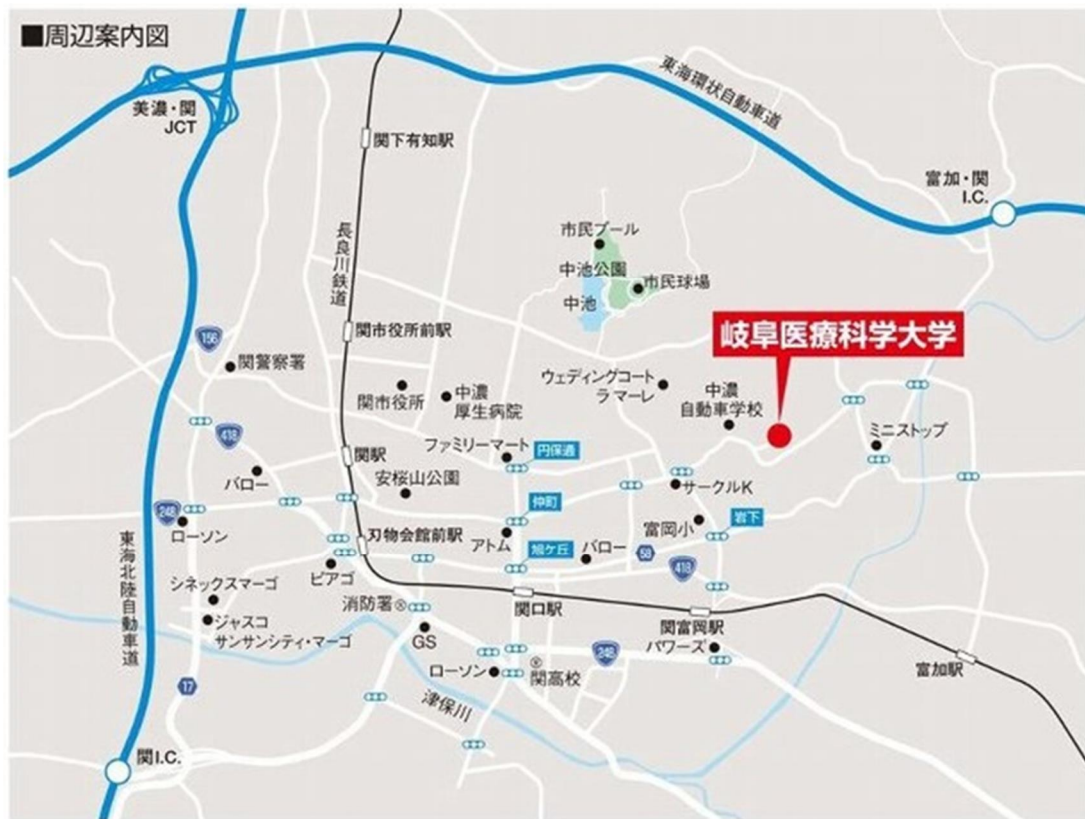 ■周辺案内図
東海環状自動車道
美濃・関
JCT
関下有知駅
富加・関
I.C.
長良川鉄道
市民プール
中池公園
市民球場
中池
関市役所前駅
岐阜医療科学大学
156
関警察署
関市役所
中濃
厚生病院
ウェディングコート
ラ マーレ
中濃
自動車学校
418
ファミリーマート
円保通
ミニストップ
関駅
バロー
安桜山公園
サークルK
仲町
248
ローソン
富岡小
岩下
刃物会館前駅
アトム
旭ケ丘
バロー
58
418
東海北陸自動車道
ピアゴ
シネックスマーゴ
消防署
関口駅
関富岡駅
ジャスコ
サンサンシティ・マーゴ
GS
248
パワーズ
富加駅
ローソン
関高校
17
津保川
関I.C.